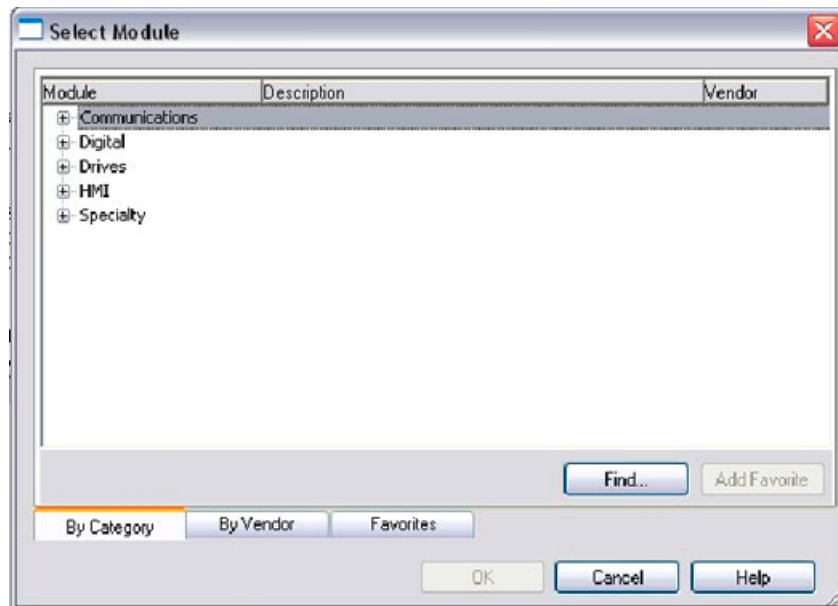 Select Module
Module Description Vendor
Communications
Digital
Drives
HMI
Specialty
Find... Add Favorite
By Category By Vendor Favorites
OK Cancel Help